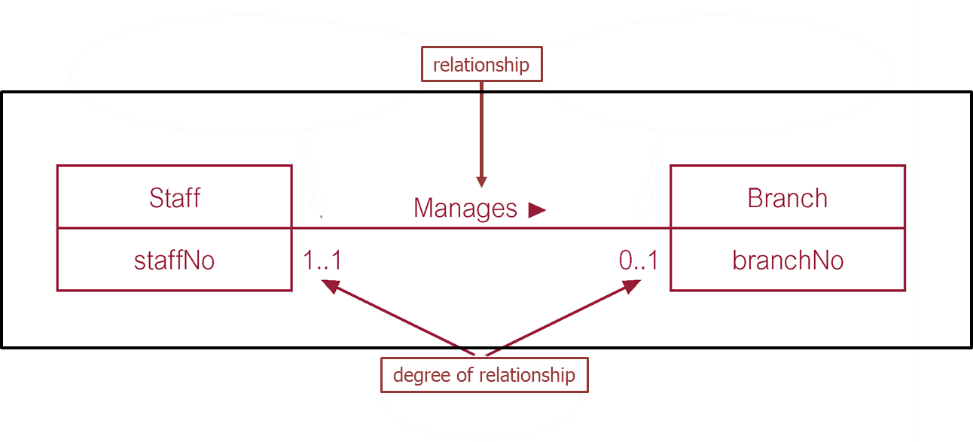 relationship
Staff
Manages ►
Branch
staffNo
1..1
0..1
branchNo
degree of relationship